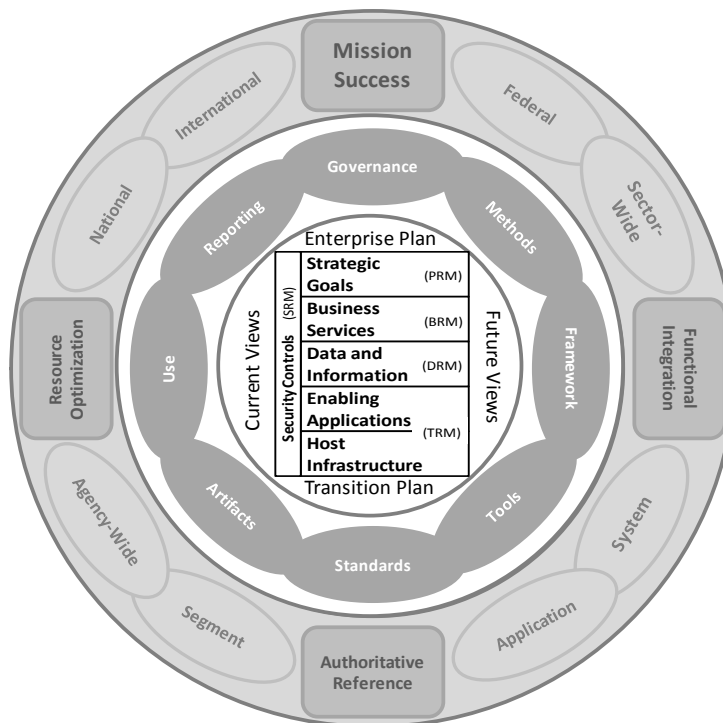 Mission
Success
International
Federal
National
Sector-
Wide
Governance
Reporting
Methods
Enterprise Plan
Strategic
Goals
(PRM)
Business
Services
(BRM)
Data and
Information
(DRM)
Enabling
Applications
(TRM)
Host
Infrastructure
Security Controls
(SRM)
Current Views
Future Views
Transition Plan
Use
Framework
Resource
Optimization
Functional
Integration
Artifacts
Tools
Standards
Agency-Wide
System
Segment
Application
Authoritative
Reference